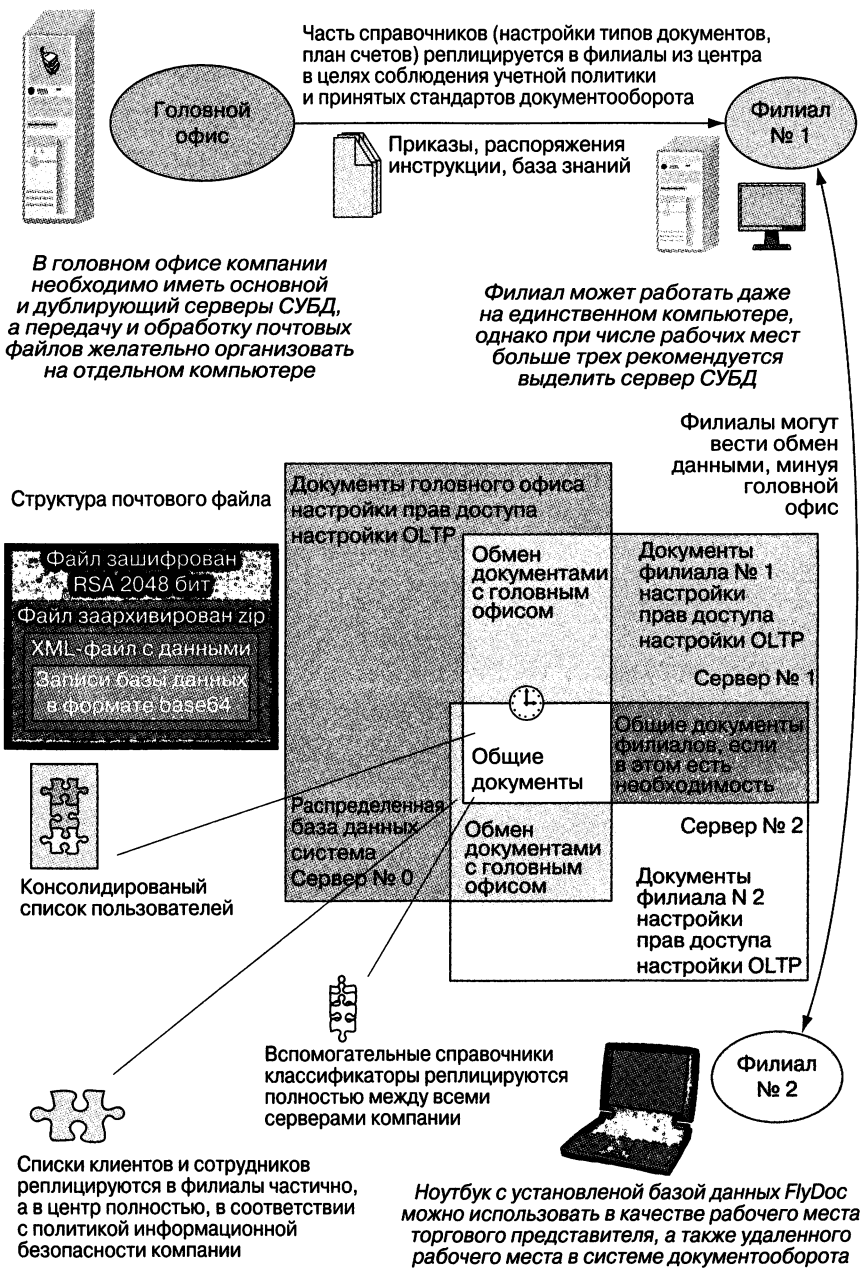 Часть справочников (настройки типов документов,
план счетов) реплицируется в филиалы из центра
в целях соблюдения учетной политики
и принятых стандартов документооборота
Головной
офис
Филиал
№ 1
Приказы, распоряжения
инструкции, база знаний
В головном офисе компании
необходимо иметь основной
и дублирующий серверы СУБД,
а передачу и обработку почтовых
файлов желательно организовать
на отдельном компьютере
Филиал может работать даже
на единственном компьютере,
однако при числе рабочих мест
больше трех рекомендуется
выделить сервер СУБД
Филиалы могут
вести обмен
данными, минуя
головной
офис
Структура почтового файла
Файл зашифрован
RSA 2048 бит
Файл заархивирован zip
XML-файл с данными
Записи базы данных
в формате base64
Документы головного офиса
настройки прав доступа
настройки OLTP
Обмен
документами
с головным
офисом
Документы
филиала № 1
настройки
прав доступа
настройки OLTP
Сервер № 1
Общие
документы
Общие документы
филиалов, если
в этом есть
необходимость
Распределенная
база данных
система
Сервер № 0
Обмен
документами
с головным
офисом
Сервер № 2
Документы
филиала N 2
настройки
прав доступа
настройки OLTP
Консолидированый
список пользователей
Вспомогательные справочники
классификаторы реплицируются
полностью между всеми
серверами компании
Филиал
№ 2
Списки клиентов и сотрудников
реплицируются в филиалы частично,
а в центр полностью, в соответствии
с политикой информационной
безопасности компании
Ноутбук с установленой базой данных FlyDoc
можно использовать в качестве рабочего места
торгового представителя, а также удаленного
рабочего места в системе документооборота